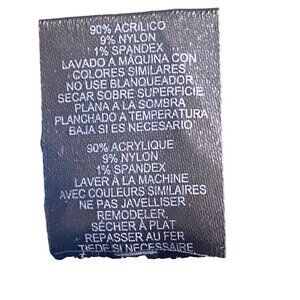 90% ACRILICO
9% NYLON
1% SPANDEX
LAVADO A MÁQUINA CON
COLORES SIMILARES
NO USE BLANQUEADOR
SECAR SOBRE SUPERFICIE
PLANA A LA SOMBRA
PLANCHADO A TEMPERATURA
BAJA SI ES NECESARIO
90% ACRYLIQUE
9% NYLON
1% SPANDEX
LAVER À LA MACHINE
AVEC COULEURS SIMILAIRES
NE PAS JAVELLISER
REMODELER,
SÉCHER À PLAT
REPASSER AU FER
TIEDE SI NECESSAIRE